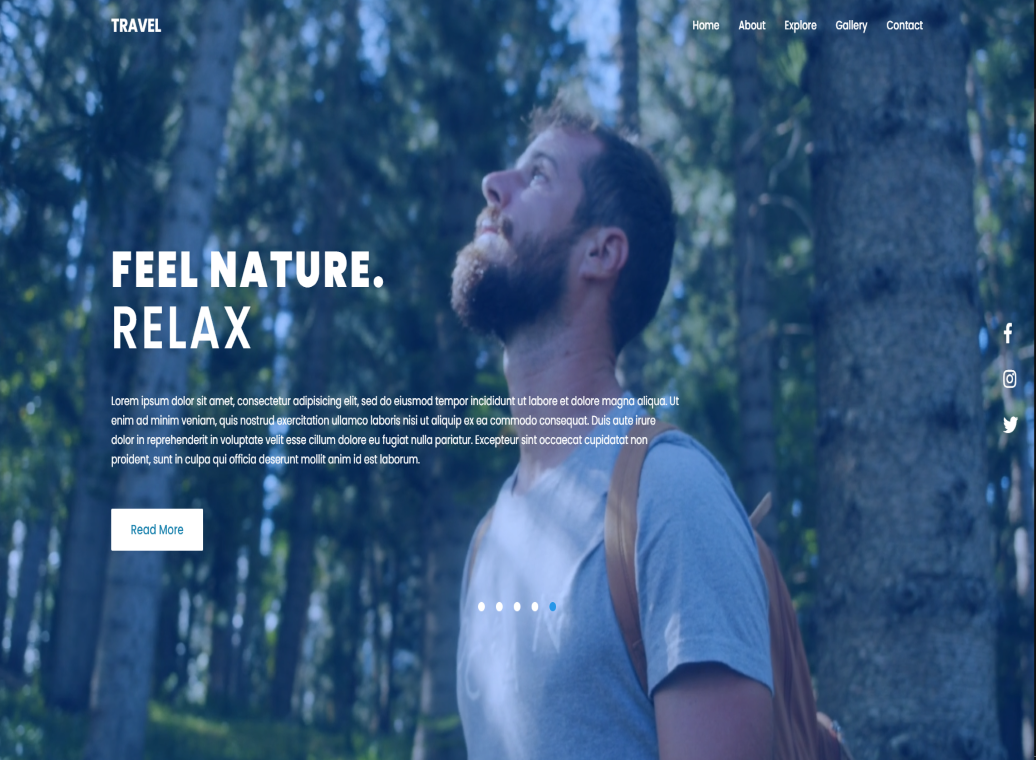 TRAVEL
Home About Explore Gallery Contact
FEEL NATURE.
RELAX
Lorem ipsum dolor sit amet, consectetur adipisicing elit, sed do eiusmod tempor incididunt ut labore et dolore magna aliqua. Ut
enim ad minim veniam, quis nostrud exercitation ullamco laboris nisi ut aliquip ex ea commodo consequat. Duis aute irure
dolor in reprehenderit in voluptate velit esse cillum dolore eu fugiat nulla pariatur. Excepteur sint occaecat cupidatat non
proident, sunt in culpa qui officia deserunt mollit anim id est laborum.
Read More